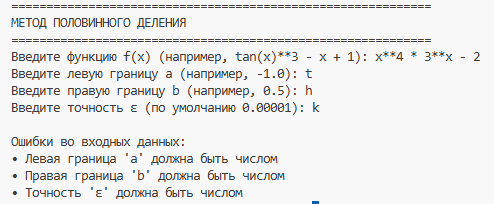 ============================================================
МЕТОД ПОЛОВИННОГО ДЕЛЕНИЯ
============================================================
Введите функцию f(x) (например, tan(x)**3 - x + 1): x**4 * 3**x - 2
Введите левую границу a (например, -1.0): t
Введите правую границу b (например, 0.5): h
Введите точность ε (по умолчанию 0.00001): k
Ошибки во входных данных:
• Левая граница 'a' должна быть числом
• Правая граница 'b' должна быть числом
• Точность 'ε' должна быть числом